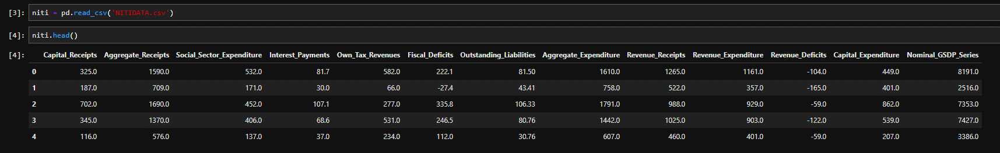 [3]: niti = pd.read_csv('NITIDATA.csv')
[4]: niti.head()
[4]: Capital_Receipts Aggregate_Receipts Social_Sector_Expenditure Interest_Payments Own_Tax_Revenues Fiscal_Deficits Outstanding_Liabilities Aggregate_Expenditure Revenue_Receipts Revenue_Expenditure Revenue_Deficits Capital_Expenditure Nominal_GSDP_Series
0 325.0 1590.0 532.0 81.7 582.0 222.1 81.50 1610.0 1265.0 1161.0 -104.0 449.0 8191.0
1 187.0 709.0 171.0 30.0 66.0 -27.4 43.41 758.0 522.0 357.0 -165.0 401.0 2516.0
2 702.0 1690.0 452.0 107.1 277.0 335.8 106.33 1791.0 988.0 929.0 -59.0 862.0 7353.0
3 345.0 1370.0 406.0 68.6 531.0 246.5 80.76 1442.0 1025.0 903.0 -122.0 539.0 7427.0
4 116.0 576.0 137.0 37.0 234.0 112.0 30.76 607.0 460.0 401.0 -59.0 207.0 3386.0